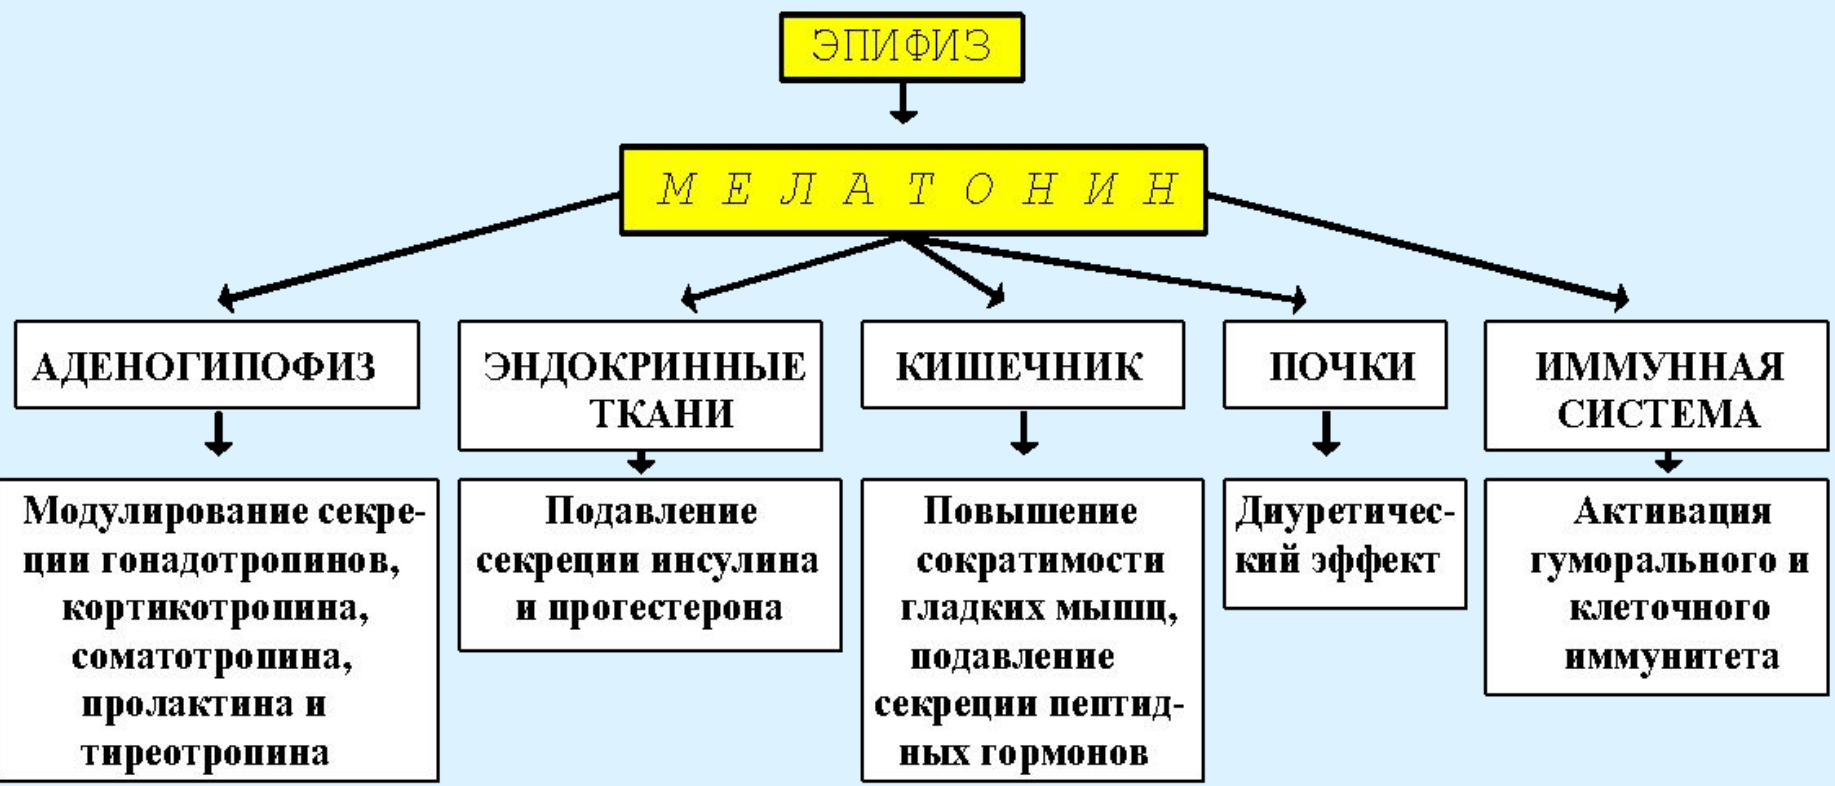 ЭПИФИЗ
М Е Л А Т О Н И Н
АДЕНОГИПОФИЗ
Модулирование секре-
ции гонадотропинов,
кортикотропина,
соматотропина,
пролактина и
тиреотропина
ЭНДОКРИННЫЕ
ТКАНИ
Подавление
секреции инсулина
и прогестерона
КИШЕЧНИК
Повышение
сократимости
гладких мышц,
подавление
секреции пептид-
ных гормонов
ПОЧКИ
Диуретичес-
кий эффект
ИММУННАЯ
СИСТЕМА
Активация
гуморального и
клеточного
иммунитета